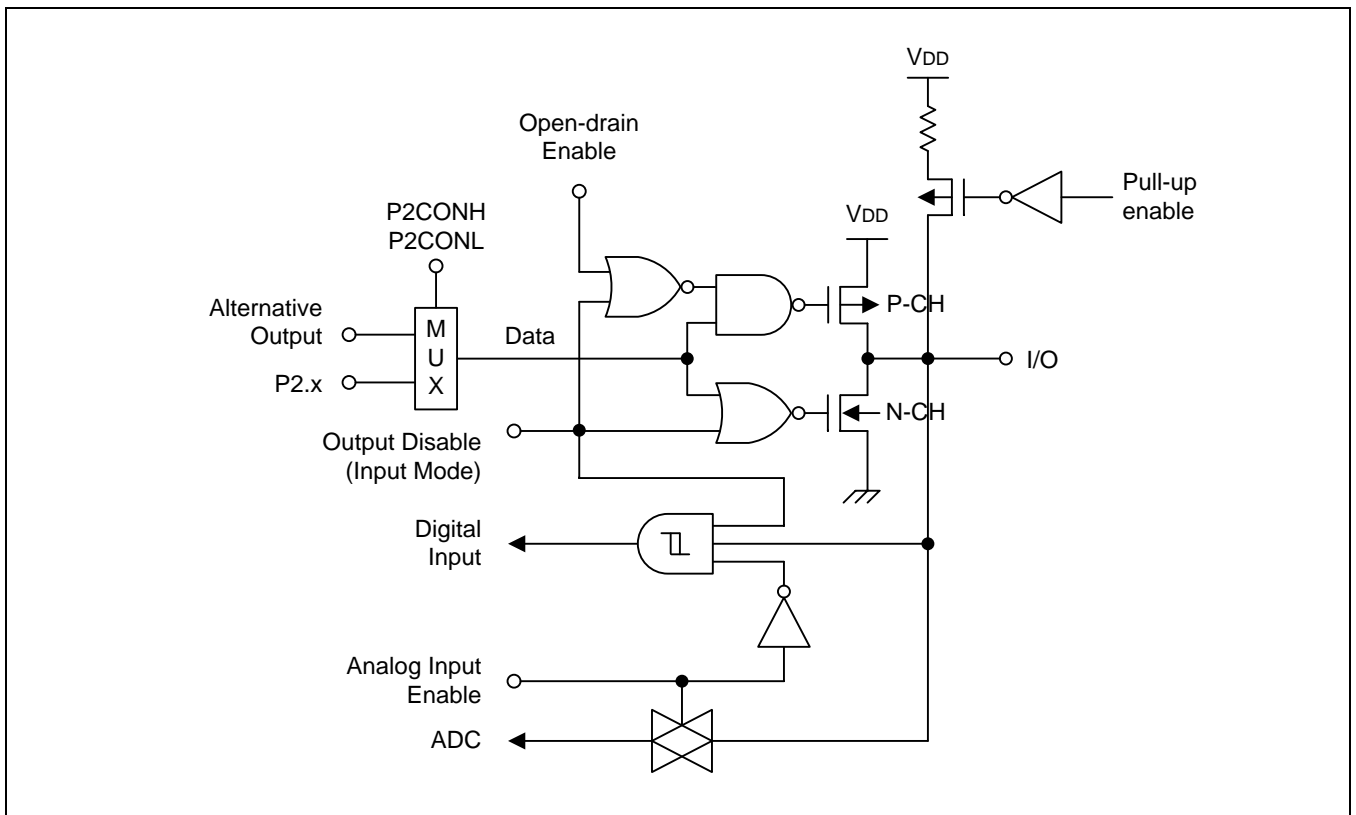 VDD
Open-drain
Enable
Pull-up
enable
P2CONH
P2CONL
VDD
Alternative
Output
M
U
X
Data
P-CH
I/O
P2.x
N-CH
Output Disable
(Input Mode)
Digital
Input
Analog Input
Enable
ADC